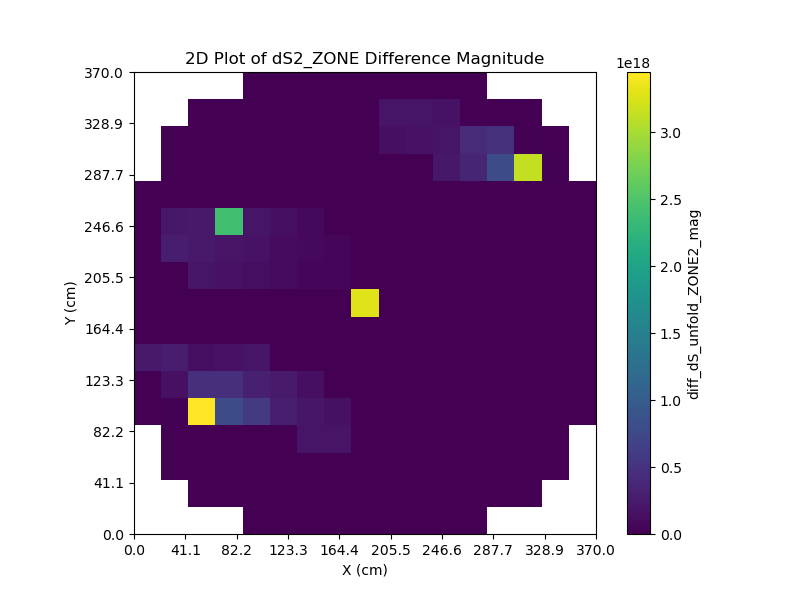 2D Plot of dS2_ZONE Difference Magnitude
1e18
370.0
328.9
287.7
246.6
205.5
164.4
123.3
82.2
41.1
0.0
Y (cm)
0.0 41.1 82.2 123.3 164.4 205.5 246.6 287.7 328.9 370.0
X (cm)
3.0
2.5
2.0
1.5
1.0
0.5
0.0
diff_dS_unfold_ZONE2_mag